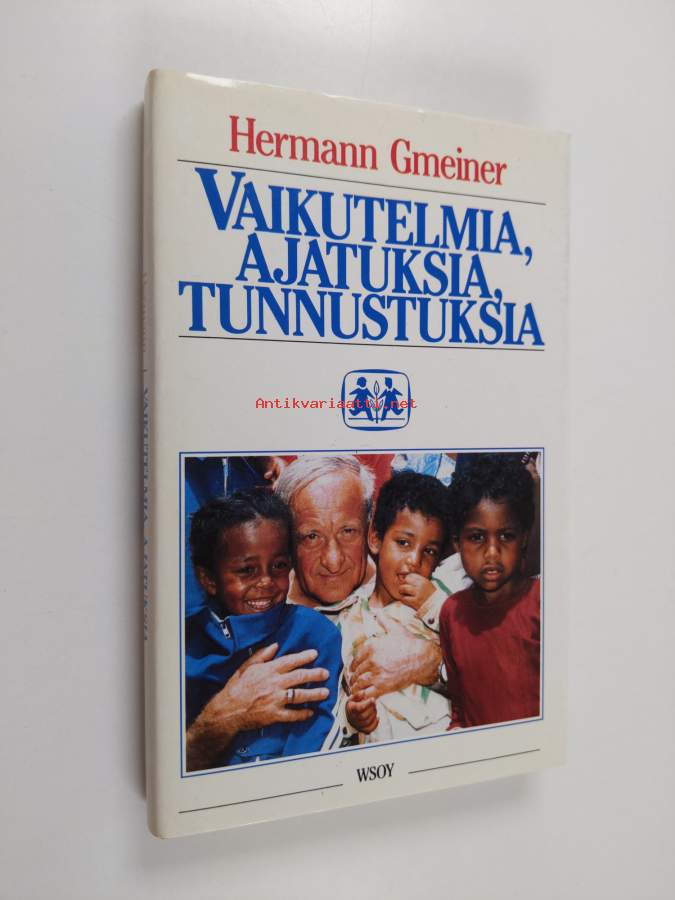 Hermann Gmeiner
VAIKUTELMIA,
AJATUKSIA,
TUNNUSTUKSIA
Antikvariaatti.net
WSOY